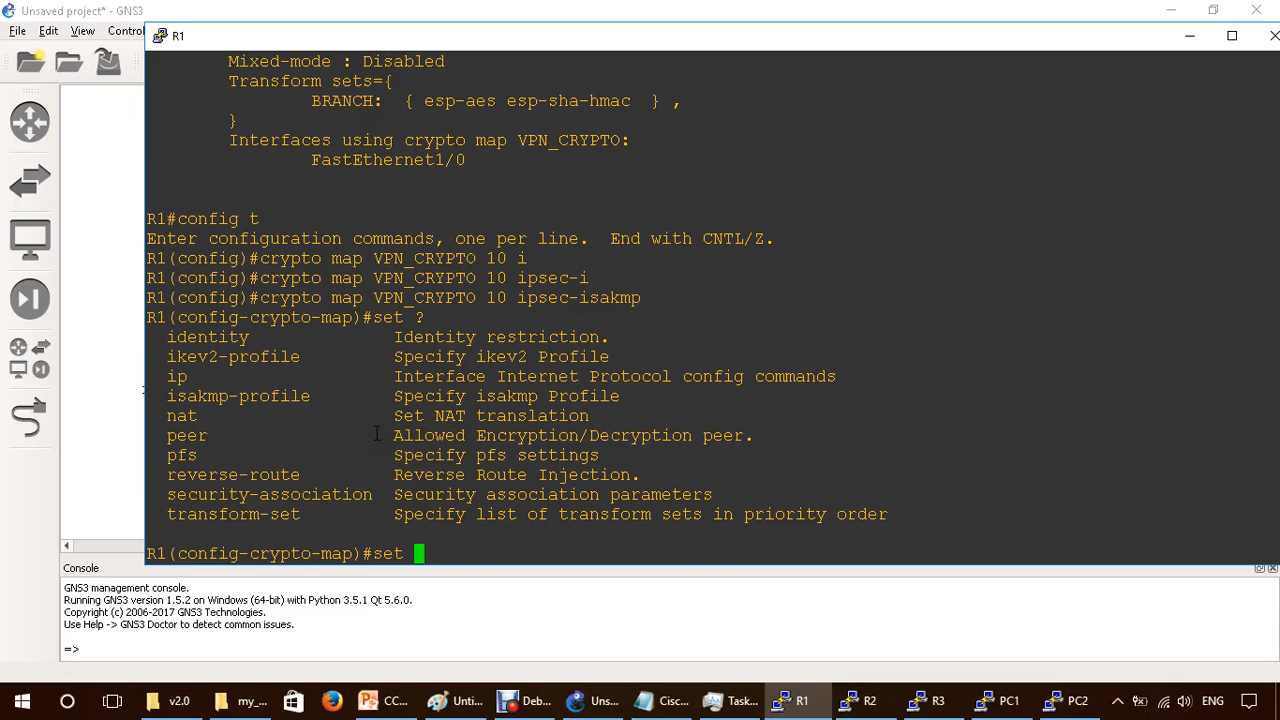 Unsaved project* - GNS3
File Edit View Contro
R1
Mixed-mode : Disabled
Transform sets={
BRANCH: { esp-aes esp-sha-hmac } ,
}
Interfaces using crypto map VPN_CRYPTO:
FastEthernet1/0
R1#config t
Enter configuration commands, one per line. End with CNTL/Z.
R1(config)#crypto map VPN_CRYPTO 10 i
R1(config)#crypto map VPN_CRYPTO 10 ipsec-i
R1(config)#crypto map VPN_CRYPTO 10 ipsec-isakmp
R1(config-crypto-map)#set ?
identity Identity restriction.
ikev2-profile Specify ikev2 Profile
ip Interface Internet Protocol config commands
isakmp-profile Specify isakmp Profile
nat Set NAT translation
peer Allowed Encryption/Decryption peer.
pfs Specify pfs settings
reverse-route Reverse Route Injection.
security-association Security association parameters
transform-set Specify list of transform sets in priority order
R1(config-crypto-map)#set
Console
GNS3 management console.
Running GNS3 version 1.5.2 on Windows (64-bit) with Python 3.5.1 Qt 5.6.0.
Copyright (c) 2006-2017 GNS3 Technologies.
Use Help -> GNS3 Doctor to detect common issues.
=>
v2.0 my_... CC... Unti... Deb... Uns... Cisc... Task... R1 R2 R3 PC1 PC2 ENG